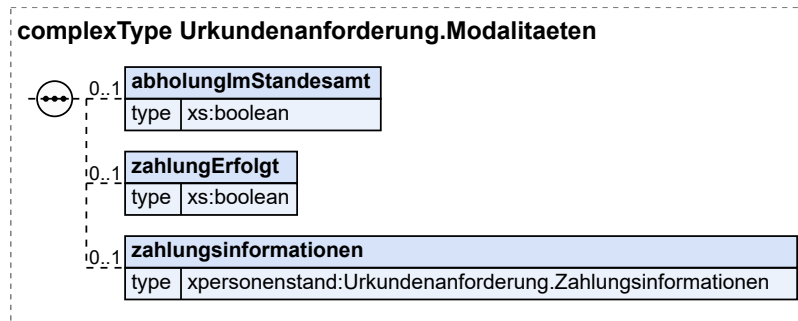 complexType Urkundenanforderung.Modalitaeten
0..1 abholungImStandesamt
type xs:boolean
0..1 zahlungErfolgt
type xs:boolean
0..1 zahlungsinformationen
type xpersonenstand:Urkundenanforderung.Zahlungsinformationen